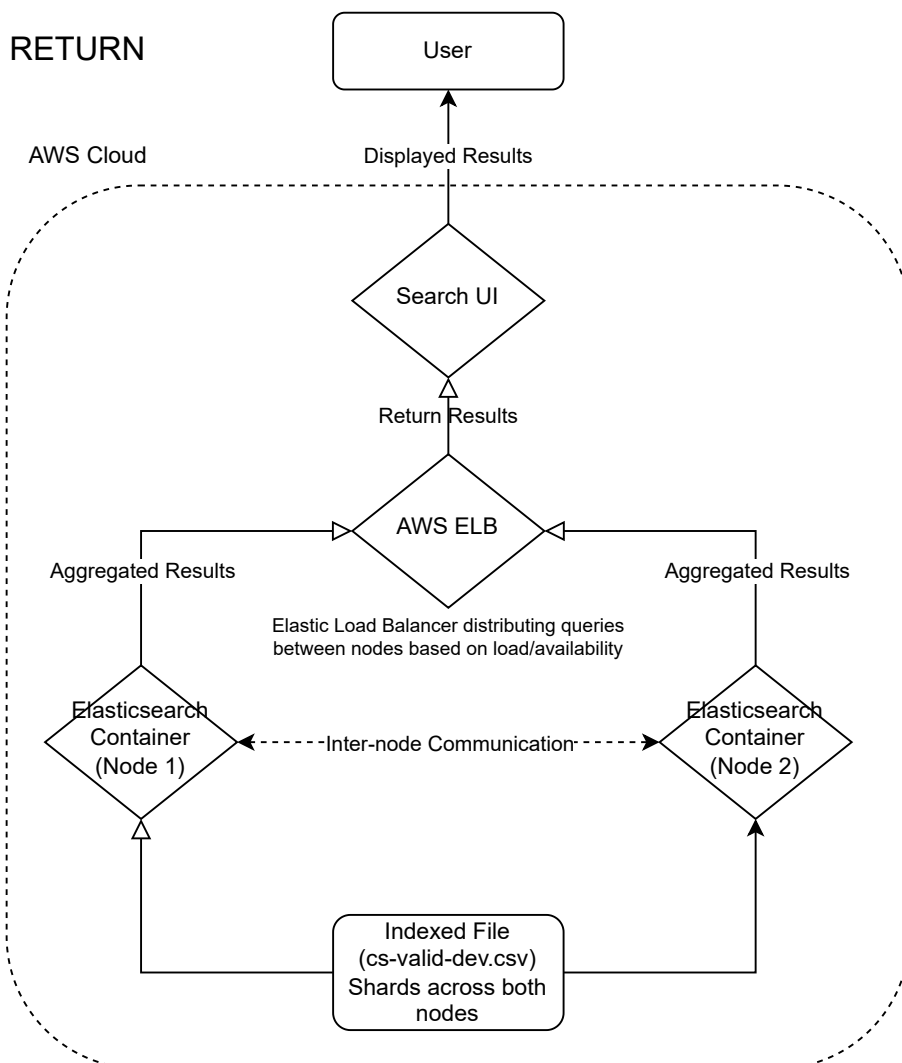 RETURN
User
AWS Cloud
Displayed Results
Search UI
Return Results
AWS ELB
Aggregated Results
Aggregated Results
Elastic Load Balancer distributing queries
between nodes based on load/availability
Elasticsearch
Container
(Node 1)
Inter-node Communication
Elasticsearch
Container
(Node 2)
Indexed File
(cs-valid-dev.csv)
Shards across both
nodes